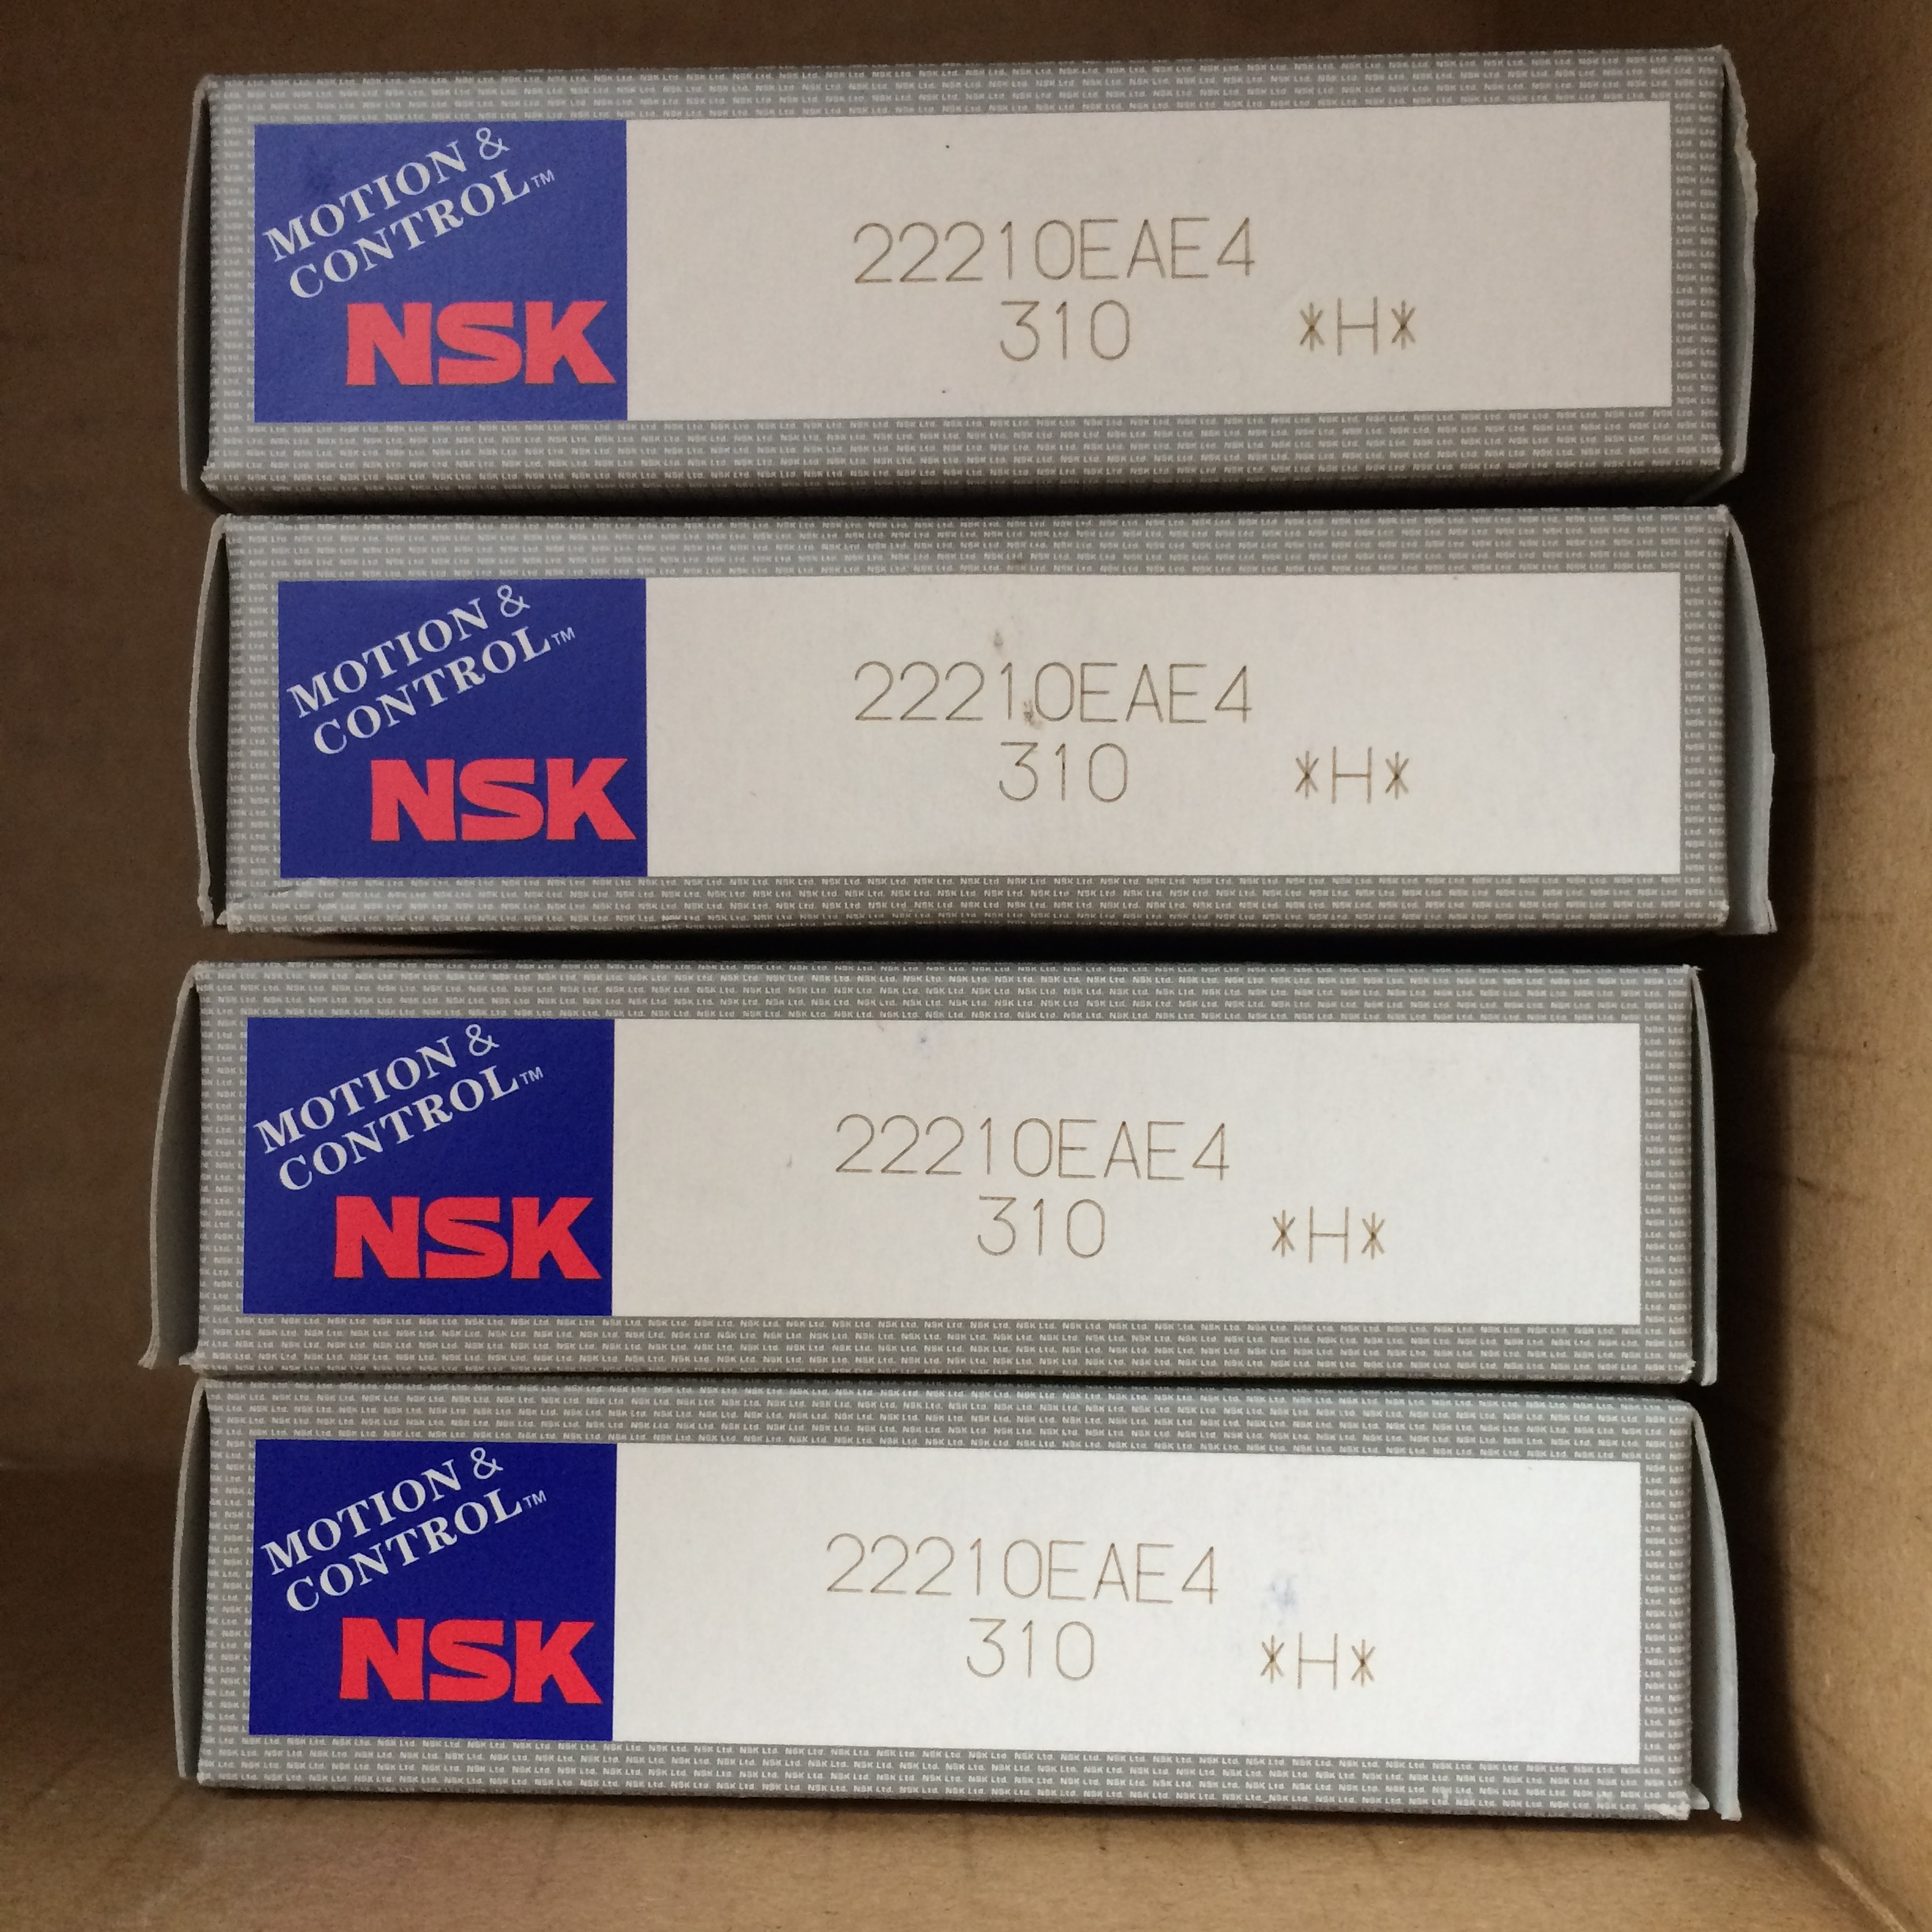 MOTION &
CONTROL™
NSK
22210EAE4
310 *H*
MOTION &
CONTROL™
NSK
22210EAE4
310 *H*
MOTION &
CONTROL™
NSK
22210EAE4
310 *H*
MOTION &
CONTROL™
NSK
22210EAE4
310 *H*